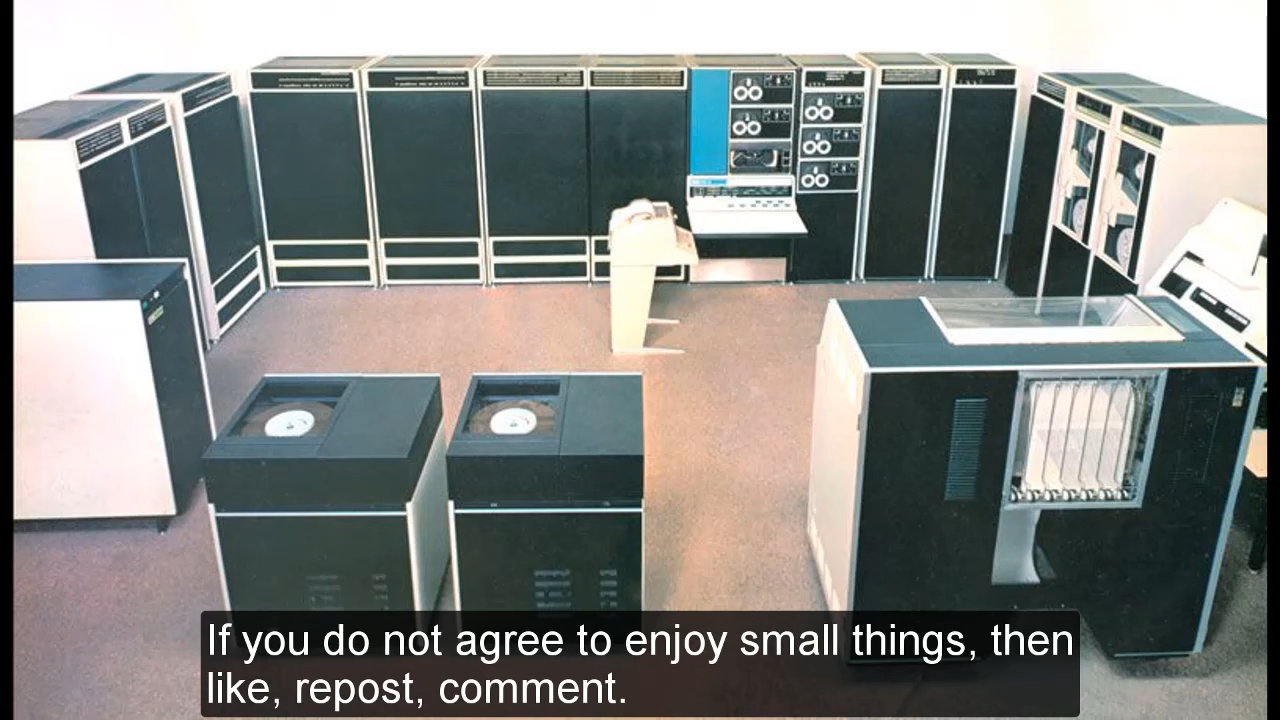 If you do not agree to enjoy small things, then
like, repost, comment.